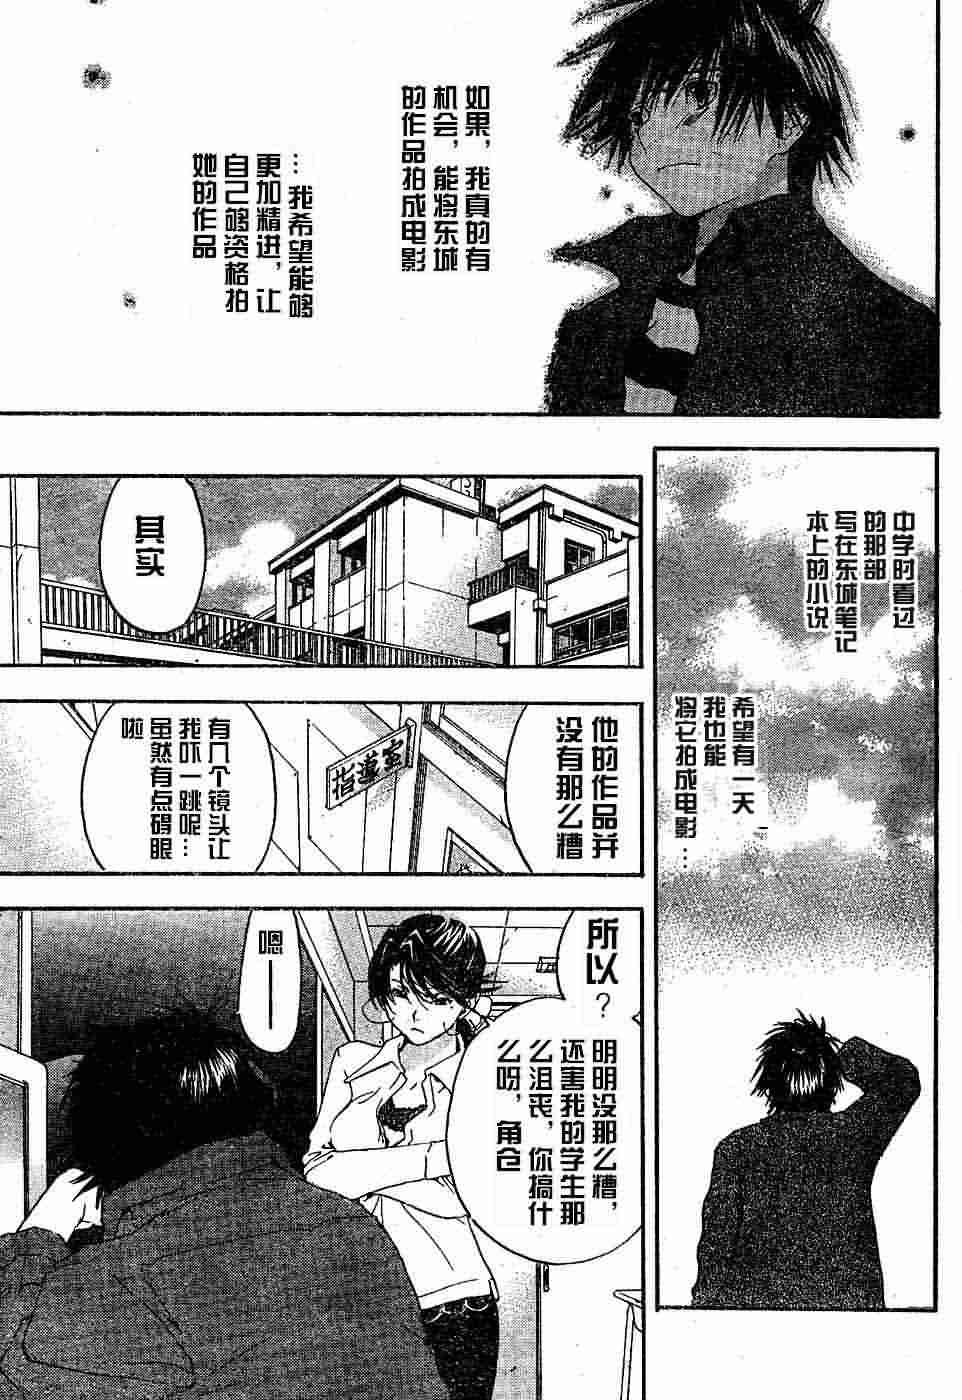 如果，我真的有
机会，能将东城
的作品拍成电影
…我希望能够
更加精进，让
自己够资格拍
她的作品
中学时看过
的那部
写在东城笔记
本上的小说
希望有一天
我也能
将它拍成电影…
其实
他的作品并
没有那么糟
指導室
有几个镜头让
我吓一跳呢…
虽然有点碍眼
啦
所以？
明明没那么糟，
还害我的学生那
么沮丧，你搞什
么呀，角仓
嗯——